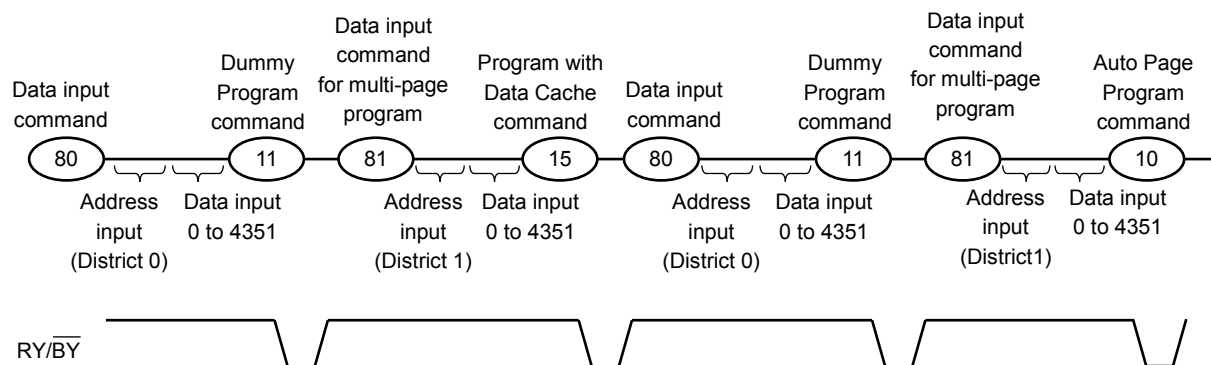 Data input
command
Dummy
Program
command
Data input
command
for multi-page
program
Program with
Data Cache
command
Data input
command
Dummy
Program
command
Data input
command
for multi-page
program
Auto Page
Program
command
80
11
81
15
80
11
81
10
Address
input
(District 0)
Data input
0 to 4351
Address
input
(District 1)
Data input
0 to 4351
Address
input
(District 0)
Data input
0 to 4351
Address
input
(District1)
Data input
0 to 4351
RY/B̅Y̅